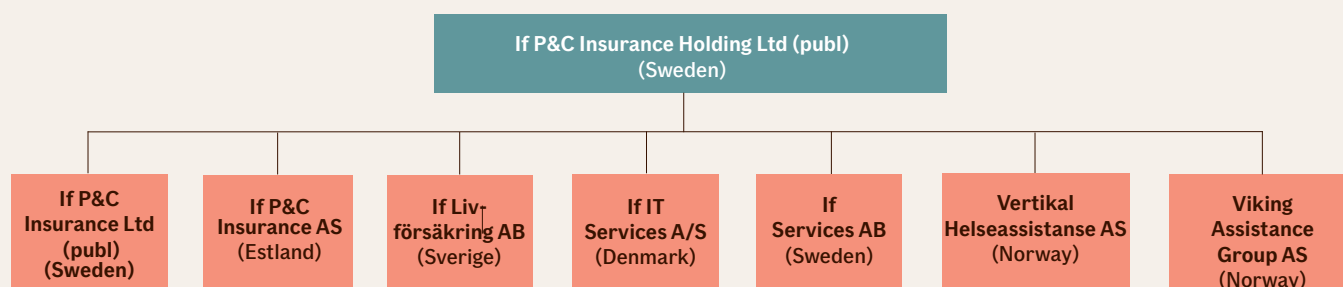 If P&C Insurance Holding Ltd (publ)
(Sweden)
If P&C
Insurance Ltd
(publ)
(Sweden)
If P&C
Insurance AS
(Estland)
If Liv-
försäkring AB
(Sverige)
If IT
Services A/S
(Denmark)
If
Services AB
(Sweden)
Vertikal
Helseassistanse AS
(Norway)
Viking
Assistance
Group AS
(Norway)